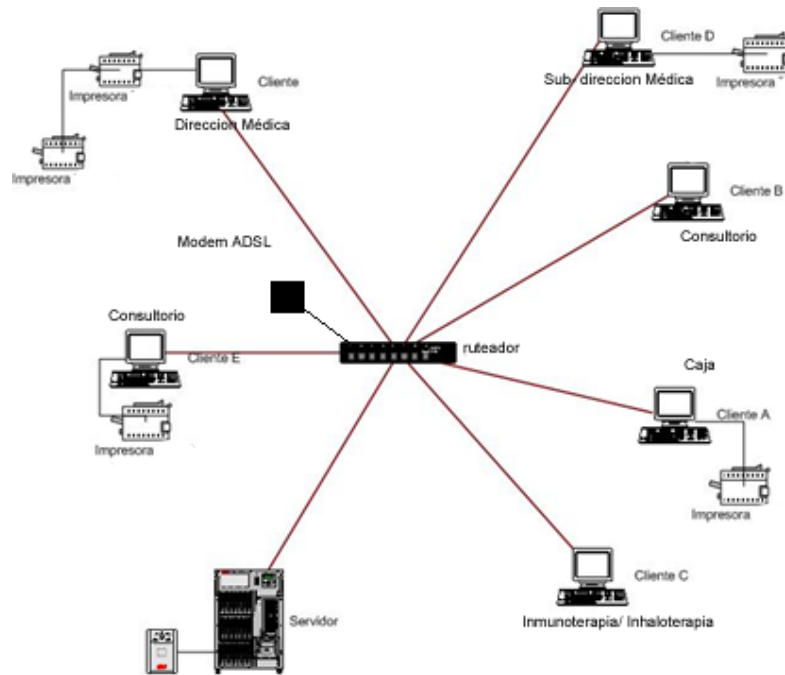 Cliente D
Cliente
Impresora
Sub- direccion Médica
Impresora
Direccion Médica
Impresora
Cliente B
Consultorio
Modem ADSL
Consultorio
ruteador
Cliente E
Caja
Cliente A
Impresora
Impresora
Cliente C
Servidor
Inmunoterapia/ Inhaloterapia